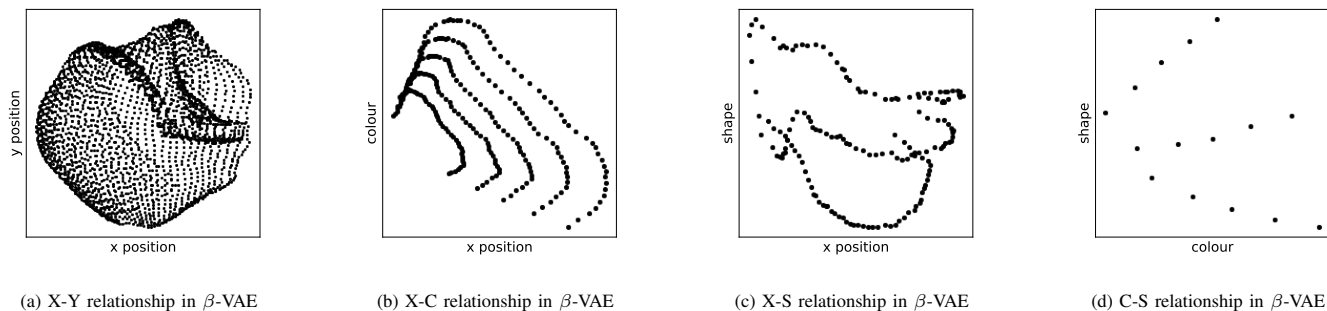 y position
x position
colour
x position
shape
x position
shape
colour
(a) X-Y relationship in β-VAE
(b) X-C relationship in β-VAE
(c) X-S relationship in β-VAE
(d) C-S relationship in β-VAE